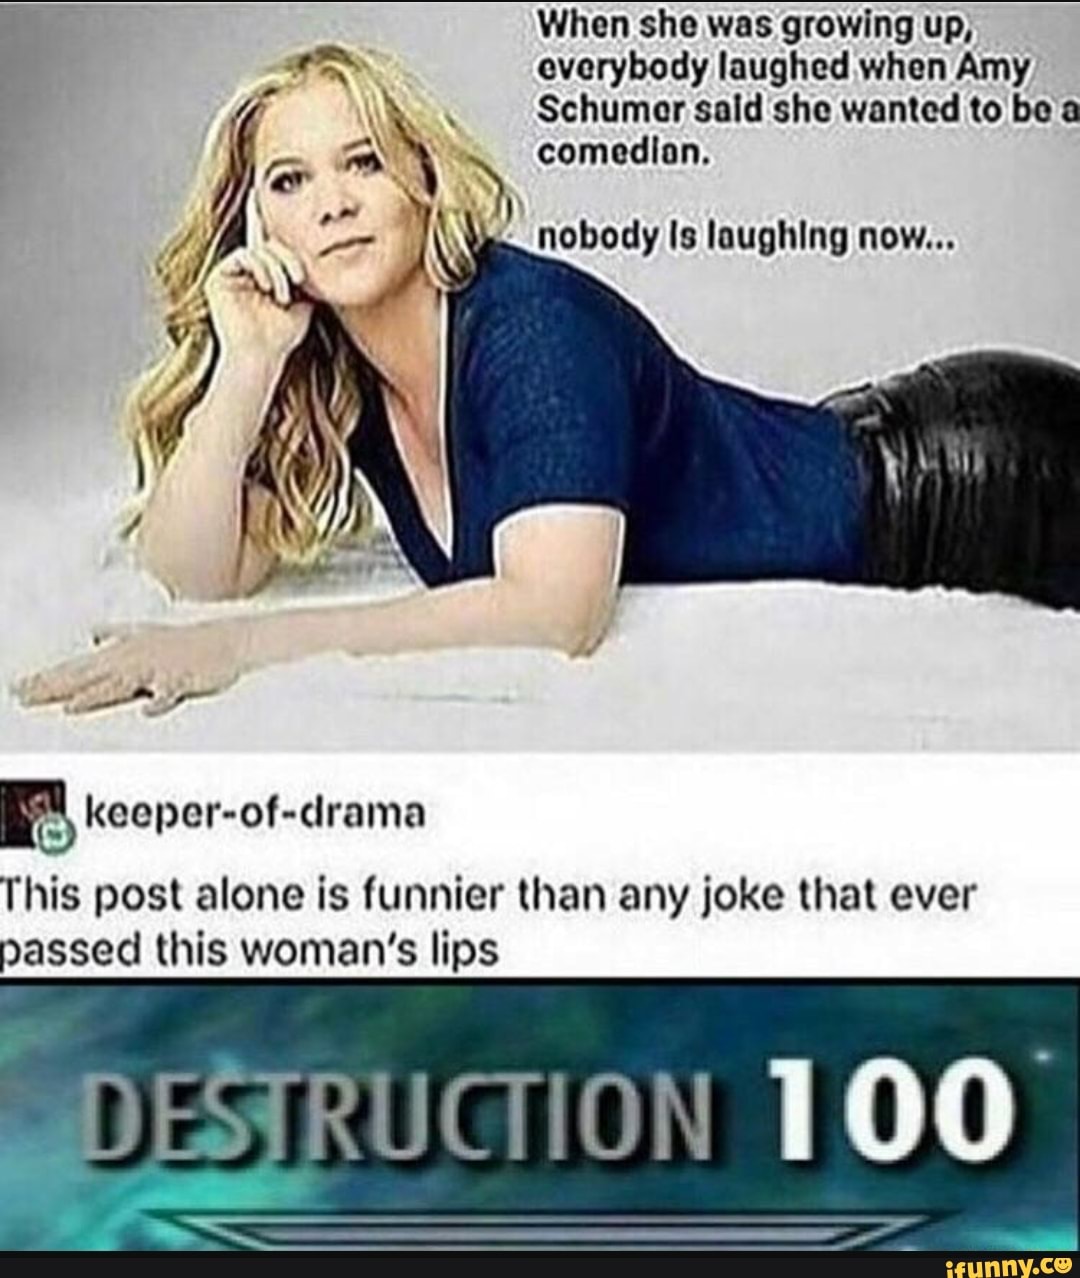 When she was growing up,
everybody laughed when Amy
Schumer said she wanted to be a
comedian.
nobody is laughing now...
keeper-of-drama
This post alone is funnier than any joke that ever
passed this woman's lips
DESTRUCTION 100
ifunny.co